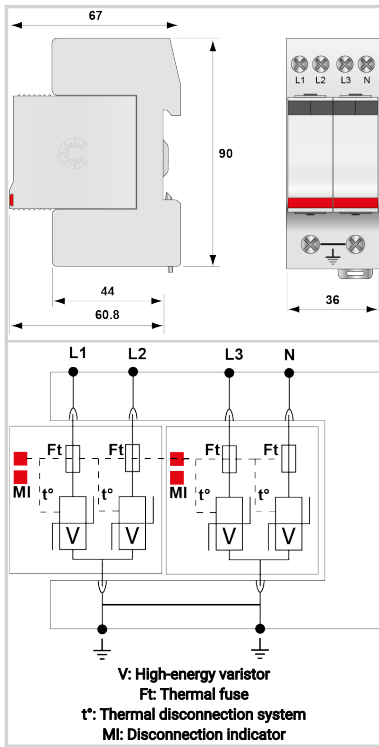 67
L1 L2 L3 N
90
44
60.8
36
L1 L2 L3 N
Ft Ft Ft Ft
MI t° t° MI t° t°
V V V V
V: High-energy varistor
Ft: Thermal fuse
t°: Thermal disconnection system
MI: Disconnection indicator